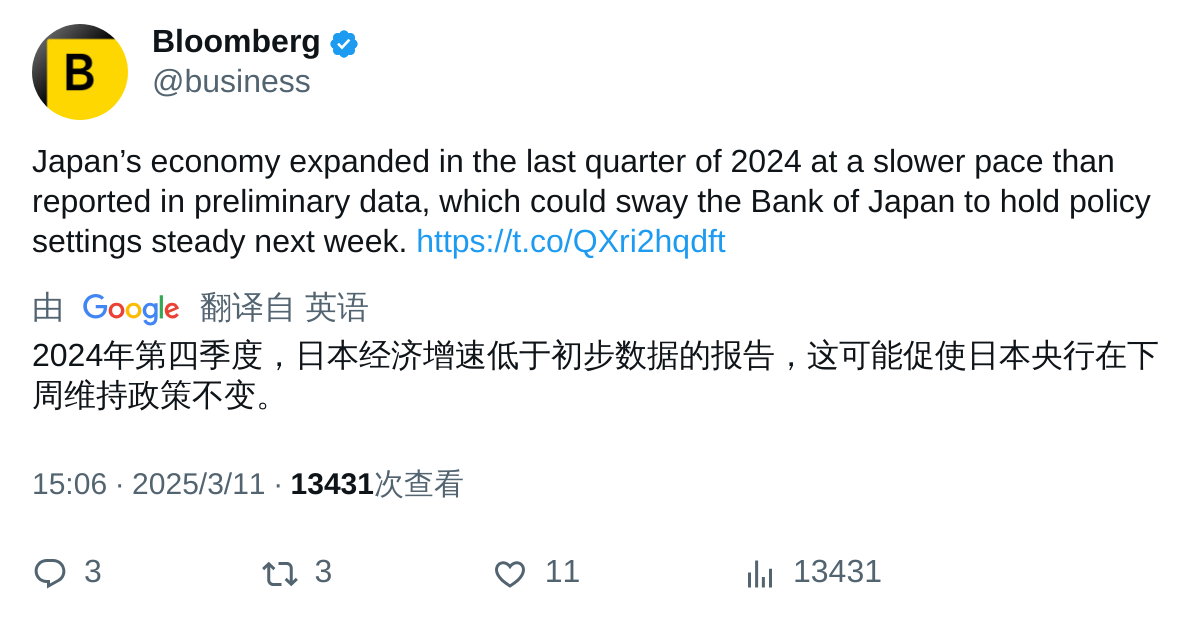 B
Bloomberg
@business
Japan’s economy expanded in the last quarter of 2024 at a slower pace than
reported in preliminary data, which could sway the Bank of Japan to hold policy
settings steady next week. https://t.co/QXri2hqdft
由 Google 翻译自 英语
2024年第四季度，日本经济增速低于初步数据的报告，这可能促使日本央行在下
周维持政策不变。
15:06 · 2025/3/11 · 13431次查看
3 3 11 13431